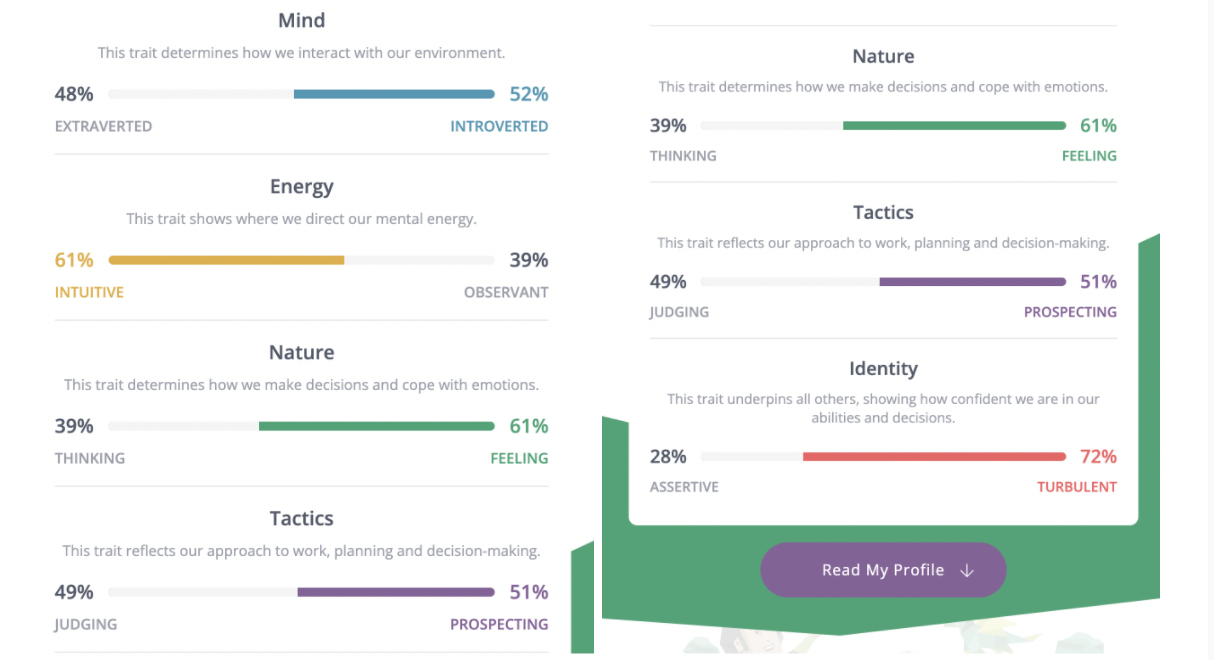 Mind
This trait determines how we interact with our environment.
48% 52%
EXTRAVERTED INTROVERTED
Energy
This trait shows where we direct our mental energy.
61% 39%
INTUITIVE OBSERVANT
Nature
This trait determines how we make decisions and cope with emotions.
39% 61%
THINKING FEELING
Tactics
This trait reflects our approach to work, planning and decision-making.
49% 51%
JUDGING PROSPECTING
Nature
This trait determines how we make decisions and cope with emotions.
39% 61%
THINKING FEELING
Tactics
This trait reflects our approach to work, planning and decision-making.
49% 51%
JUDGING PROSPECTING
Identity
This trait underpins all others, showing how confident we are in our
abilities and decisions.
28% 72%
ASSERTIVE TURBULENT
Read My Profile ↓